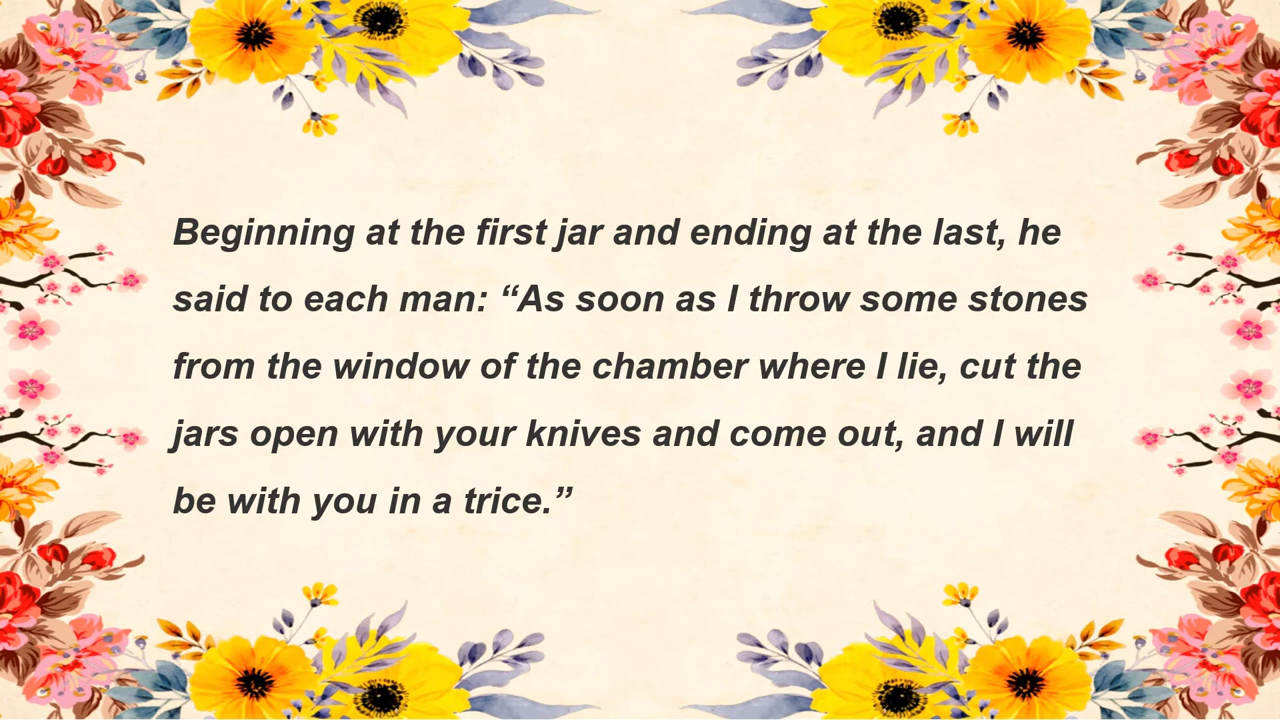 Beginning at the first jar and ending at the last, he
said to each man: “As soon as I throw some stones
from the window of the chamber where I lie, cut the
jars open with your knives and come out, and I will
be with you in a trice.”